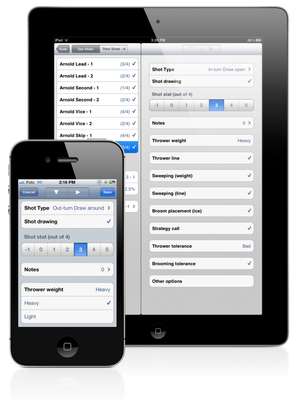 iPad
2:21 PM
Arnold Lead - 1 (3/4)
Arnold Lead - 2 (2/4)
Arnold Second - 1 (2/4)
Arnold Second - 2 (4/4)
Arnold Vice - 1 (4/4)
Arnold Vice - 2 (2/4)
Arnold Skip - 1
Shot Type In-turn Draw open
Shot drawing
Shot stat (out of 4)
-1 0 1 2 3 4 5
Notes 0
Thrower weight Heavy
Thrower line
Sweeping (weight)
Sweeping (line)
Broom placement (ice)
Strategy call
Thrower tolerance Bad
Brooming tolerance
Other options
2:16 PM
Shot Type Out-turn Draw around
Shot drawing
Shot stat (out of 4)
-1 0 1 2 3 4 5
Notes 0
Thrower weight Heavy
Heavy
Light